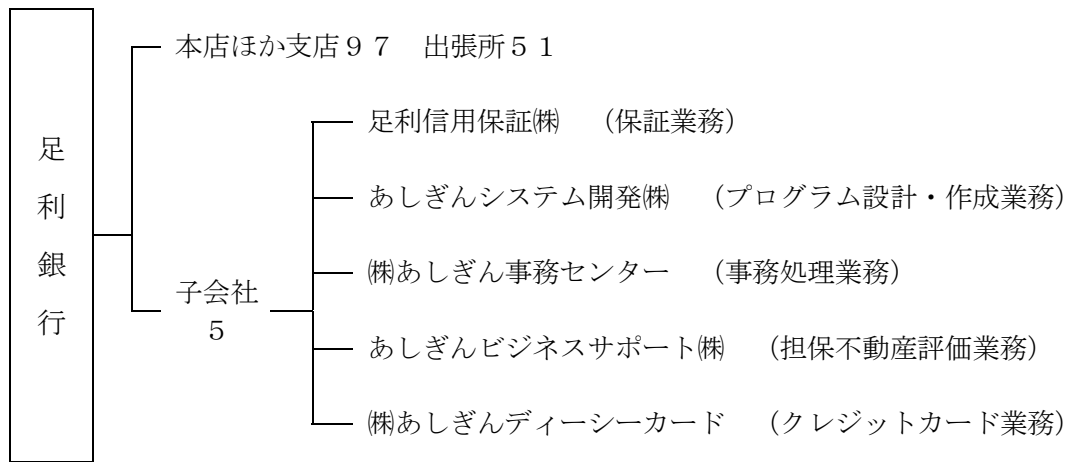 足利銀行
本店ほか支店９７　出張所５１
子会社
５
足利信用保証㈱　（保証業務）
あしぎんシステム開発㈱　（プログラム設計・作成業務）
㈱あしぎん事務センター　（事務処理業務）
あしぎんビジネスサポート㈱　（担保不動産評価業務）
㈱あしぎんディーシーカード　（クレジットカード業務）